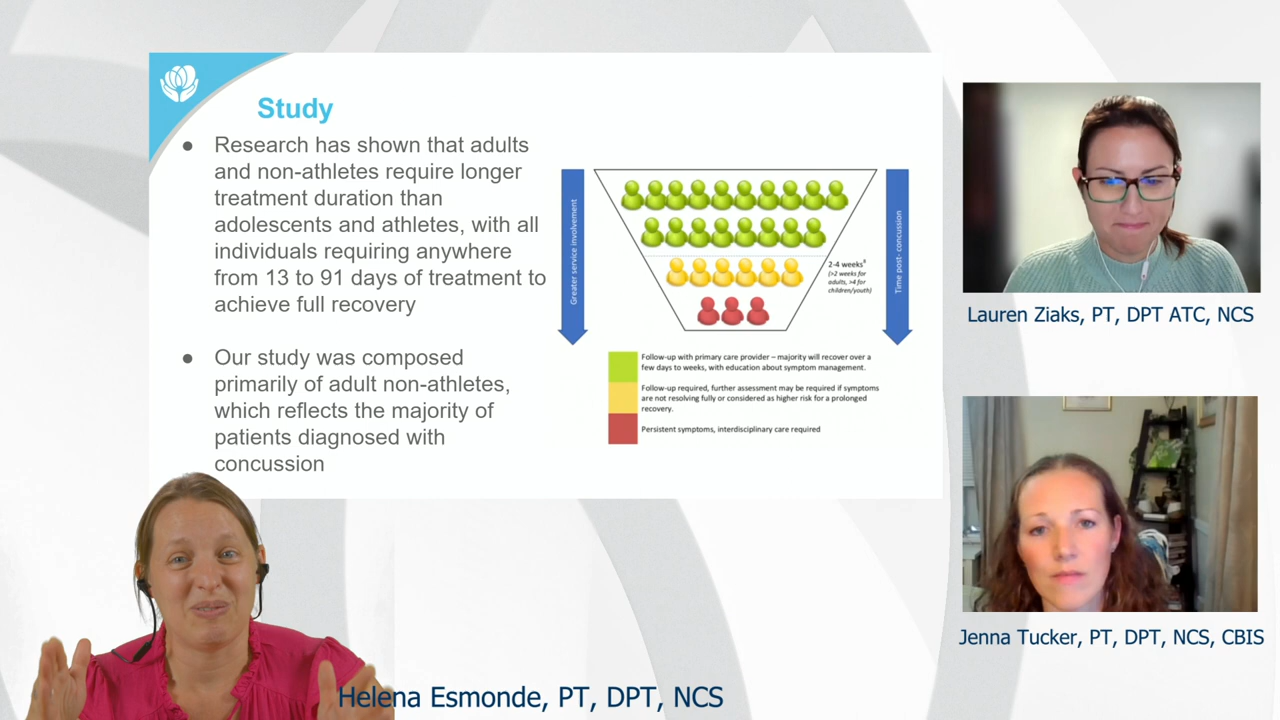 Study
● Research has shown that adults
and non-athletes require longer
treatment duration than
adolescents and athletes, with all
individuals requiring anywhere
from 13 to 91 days of treatment to
achieve full recovery
● Our study was composed
primarily of adult non-athletes,
which reflects the majority of
patients diagnosed with
concussion
Greater service involvement
2-4 weeks⁸
(>2 weeks for
adults, >4 for
children/youth)
Time post- concussion
Follow-up with primary care provider – majority will recover over a
few days to weeks, with education about symptom management.
Follow-up required, further assessment may be required if symptoms
are not resolving fully or considered as higher risk for a prolonged
recovery.
Persistent symptoms, interdisciplinary care required
Lauren Ziaks, PT, DPT ATC, NCS
Jenna Tucker, PT, DPT, NCS, CBIS
Helena Esmonde, PT, DPT, NCS